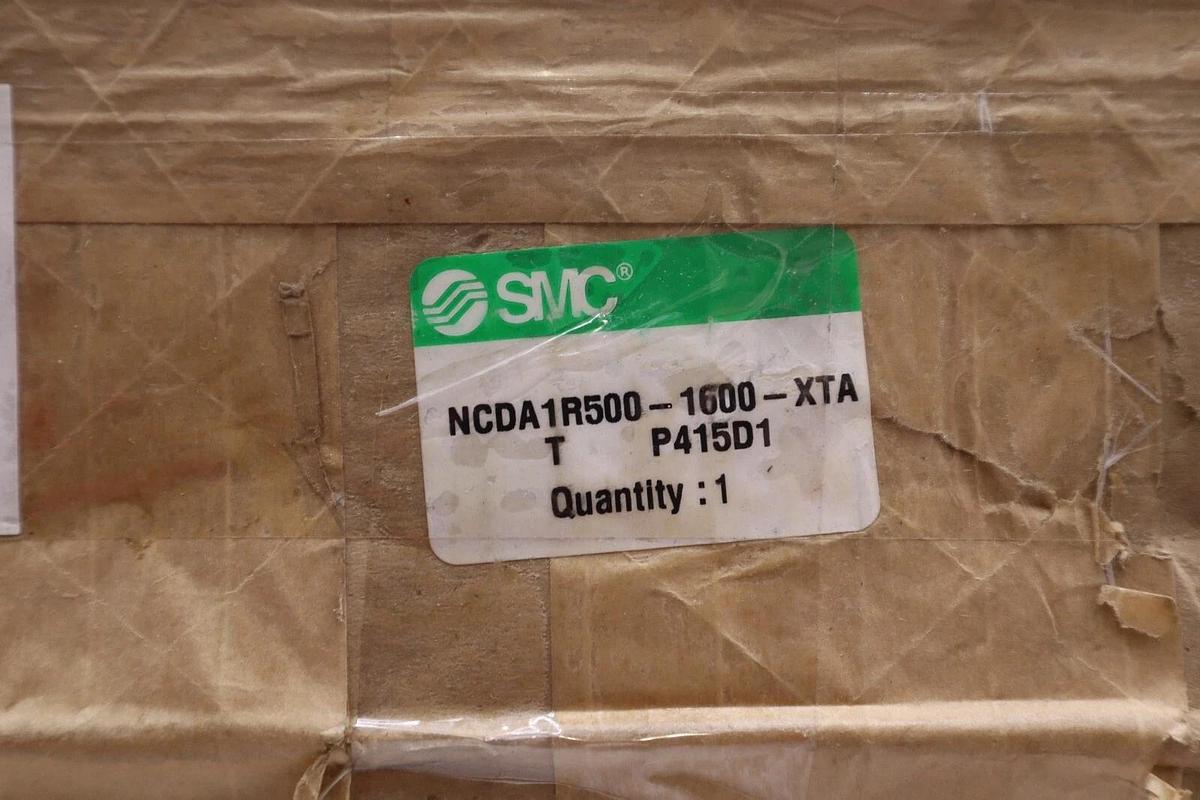 SMC®
NCDA1R500-1600-XTA
T P415D1
Quantity : 1